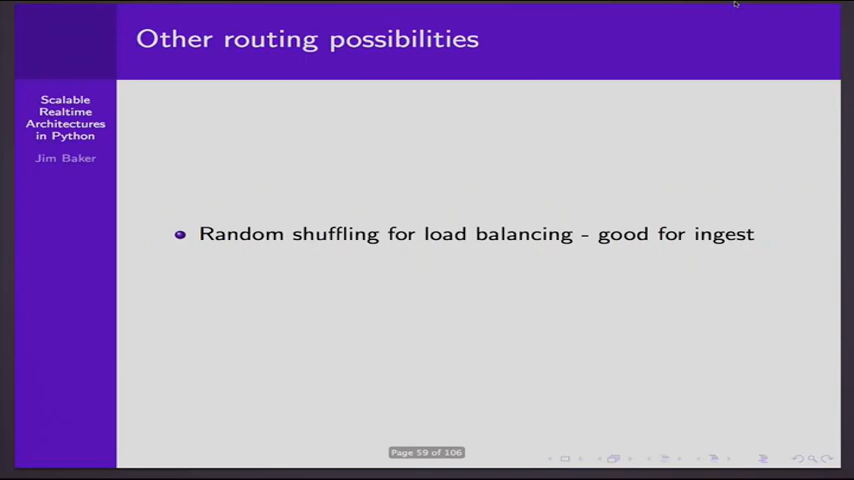 Other routing possibilities
Scalable
Realtime
Architectures
in Python
Jim Baker
Random shuffling for load balancing - good for ingest
Page 59 of 106